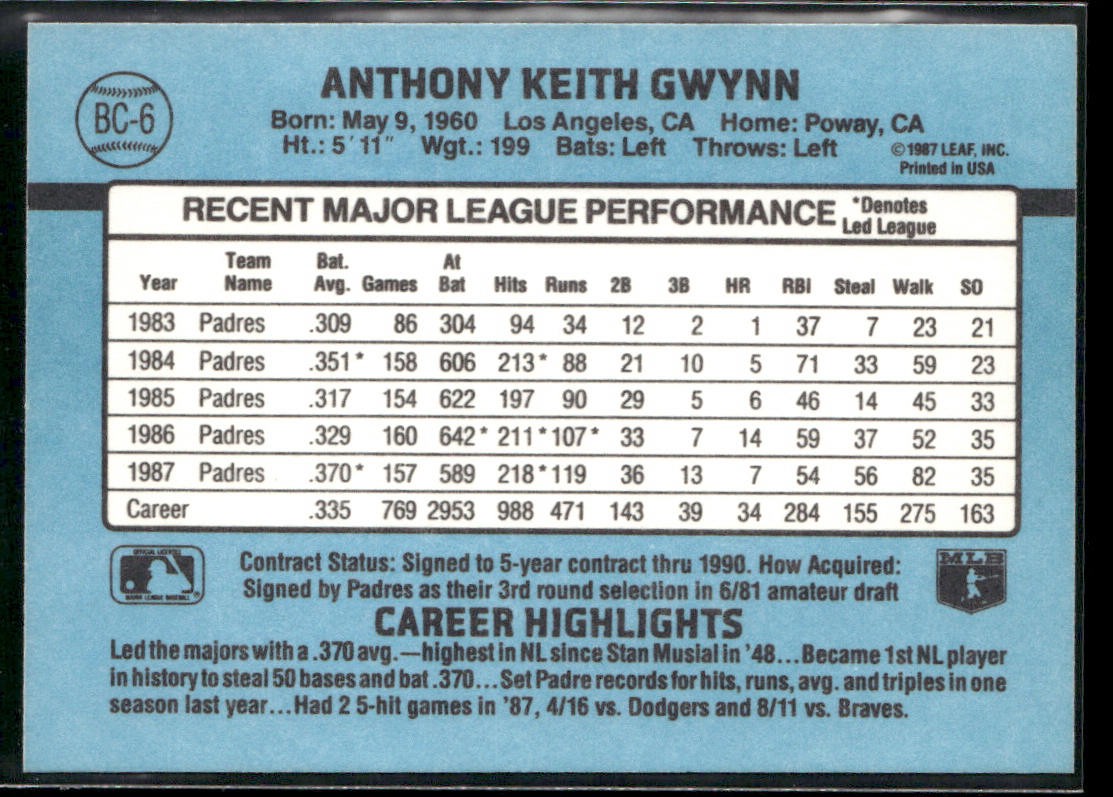 BC-6
ANTHONY KEITH GWYNN
Born: May 9, 1960 Los Angeles, CA Home: Poway, CA
Ht.: 5'11" Wgt.: 199 Bats: Left Throws: Left
©1987 LEAF, INC.
Printed in USA
RECENT MAJOR LEAGUE PERFORMANCE *Denotes Led League
Year Team Name Bat. Avg. Games At Bat Hits Runs 2B 3B HR RBI Steal Walk SO
1983 Padres .309 86 304 94 34 12 2 1 37 7 23 21
1984 Padres .351* 158 606 213* 88 21 10 5 71 33 59 23
1985 Padres .317 154 622 197 90 29 5 6 46 14 45 33
1986 Padres .329 160 642* 211* 107* 33 7 14 59 37 52 35
1987 Padres .370* 157 589 218* 119 36 13 7 54 56 82 35
Career .335 769 2953 988 471 143 39 34 284 155 275 163
OFFICIAL LICENSEE
MAJOR LEAGUE BASEBALL
Contract Status: Signed to 5-year contract thru 1990. How Acquired:
Signed by Padres as their 3rd round selection in 6/81 amateur draft
MLB
CAREER HIGHLIGHTS
Led the majors with a .370 avg.—highest in NL since Stan Musial in '48...Became 1st NL player
in history to steal 50 bases and bat .370...Set Padre records for hits, runs, avg. and triples in one
season last year...Had 2 5-hit games in '87, 4/16 vs. Dodgers and 8/11 vs. Braves.